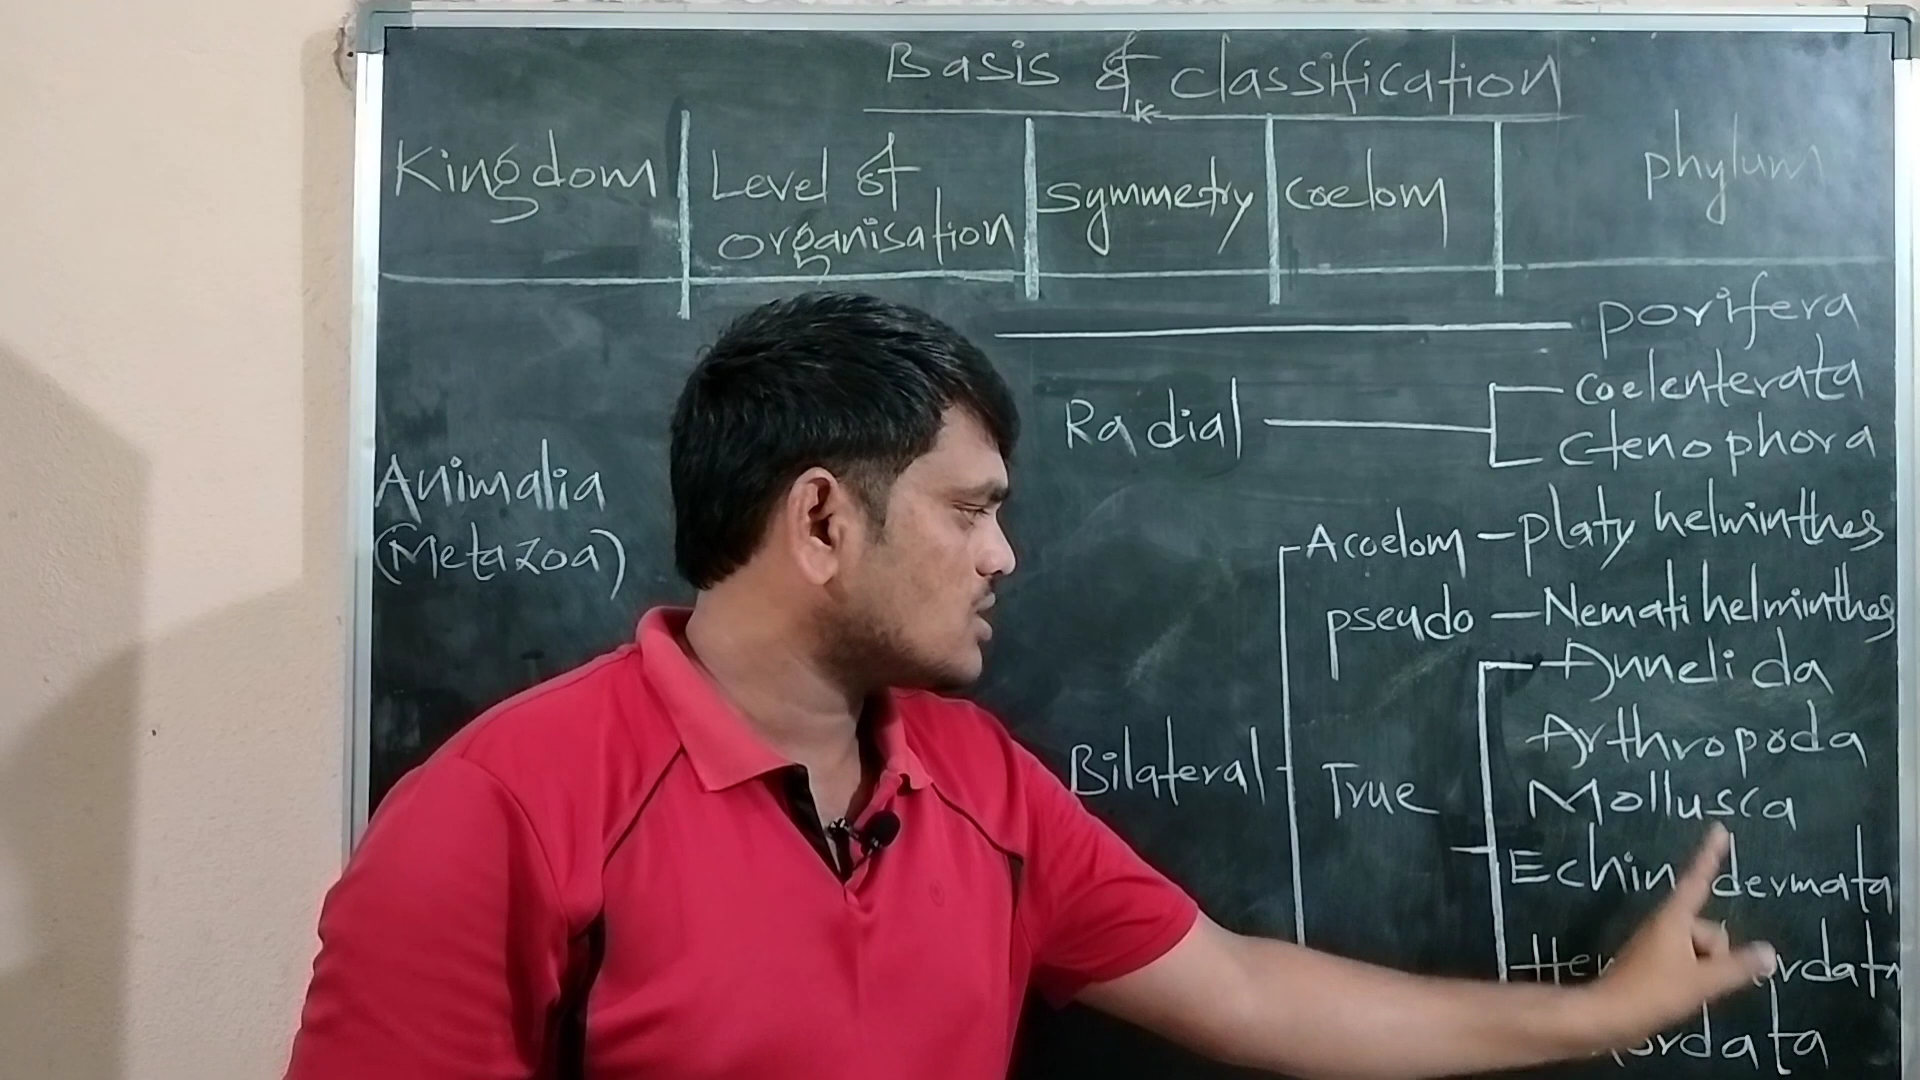 Basis of classification
Kingdom
Level of
organisation
symmetry
coelom
phylum
porifera
Radial
coelenterata
ctenophora
Animalia
(Metazoa)
Acoelom - platy helminthes
pseudo - Nemati helminthes
Bilateral
True
Annelida
Arthropoda
Mollusca